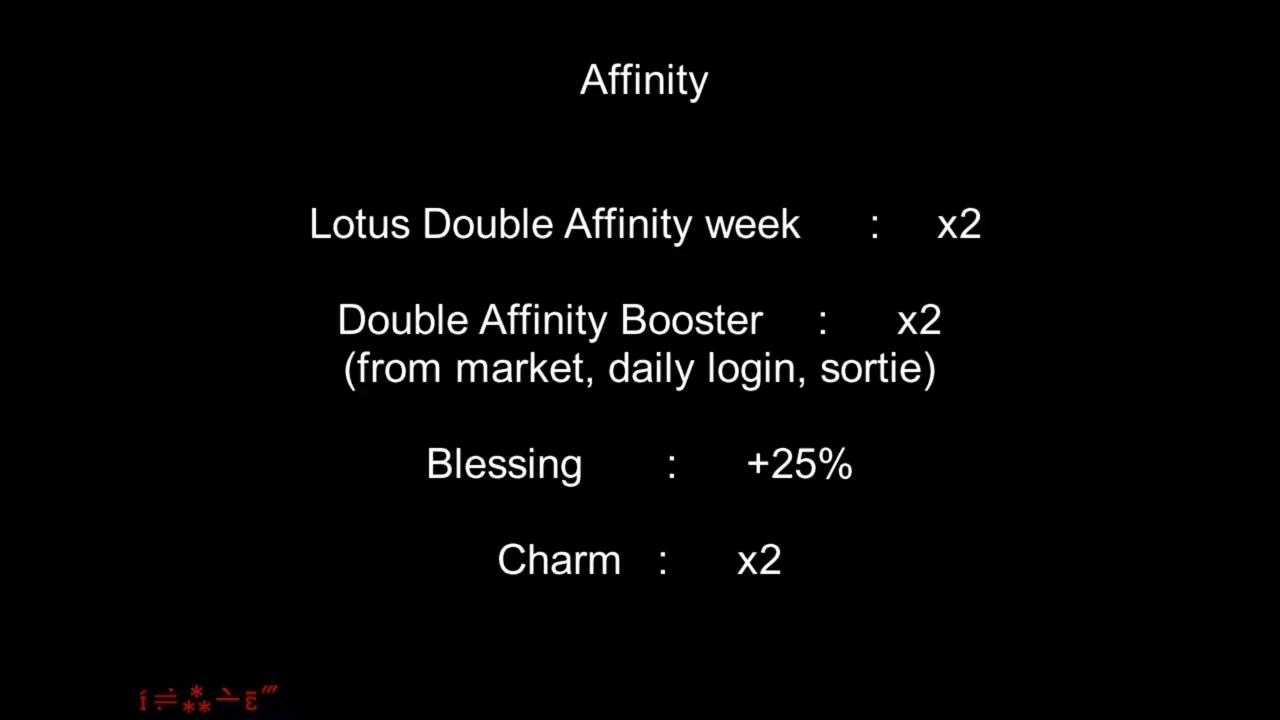 Affinity
Lotus Double Affinity week : x2
Double Affinity Booster : x2
(from market, daily login, sortie)
Blessing : +25%
Charm : x2